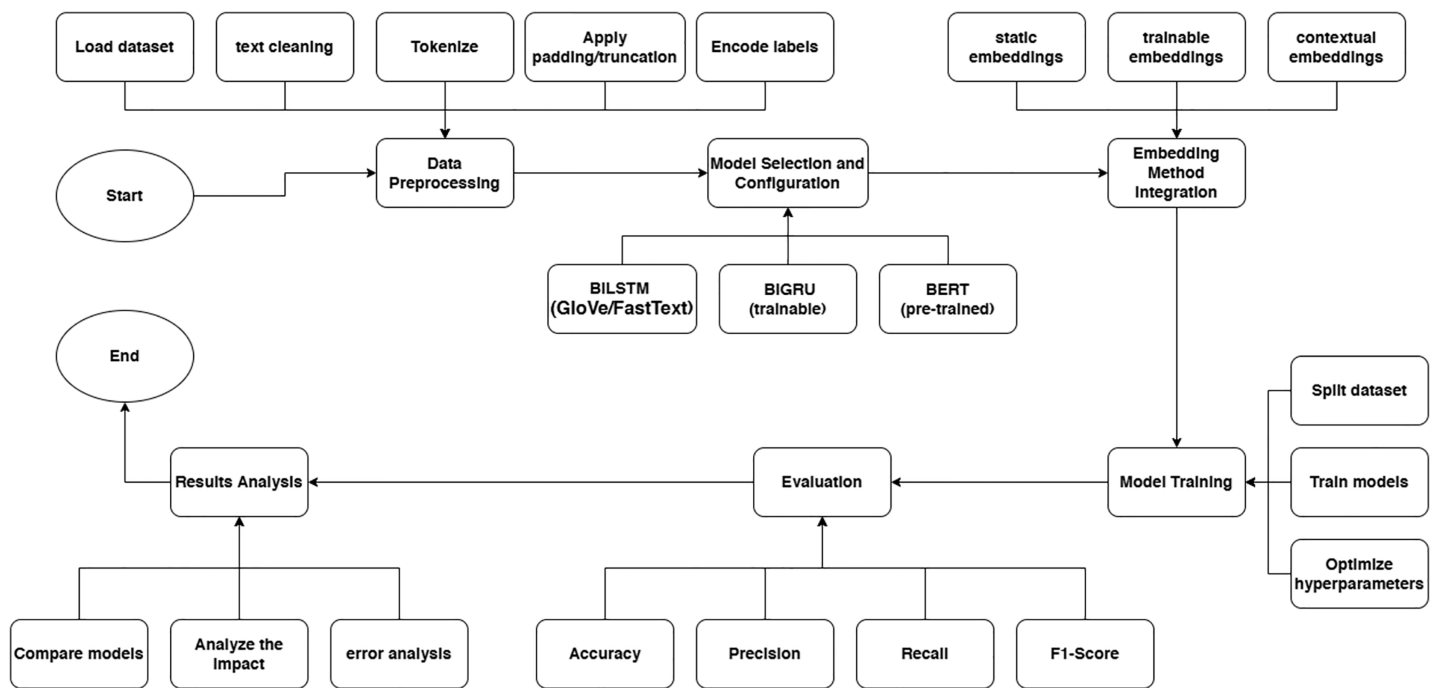 Load dataset
text cleaning
Tokenize
Apply
padding/truncation
Encode labels
static
embeddings
trainable
embeddings
contextual
embeddings
Start
Data
Preprocessing
Model Selection and
Configuration
Embedding
Method
Integration
BILSTM
(GloVe/FastText)
BIGRU
(trainable)
BERT
(pre-trained)
End
Split dataset
Results Analysis
Evaluation
Model Training
Train models
Optimize
hyperparameters
Compare models
Analyze the
Impact
error analysis
Accuracy
Precision
Recall
F1-Score